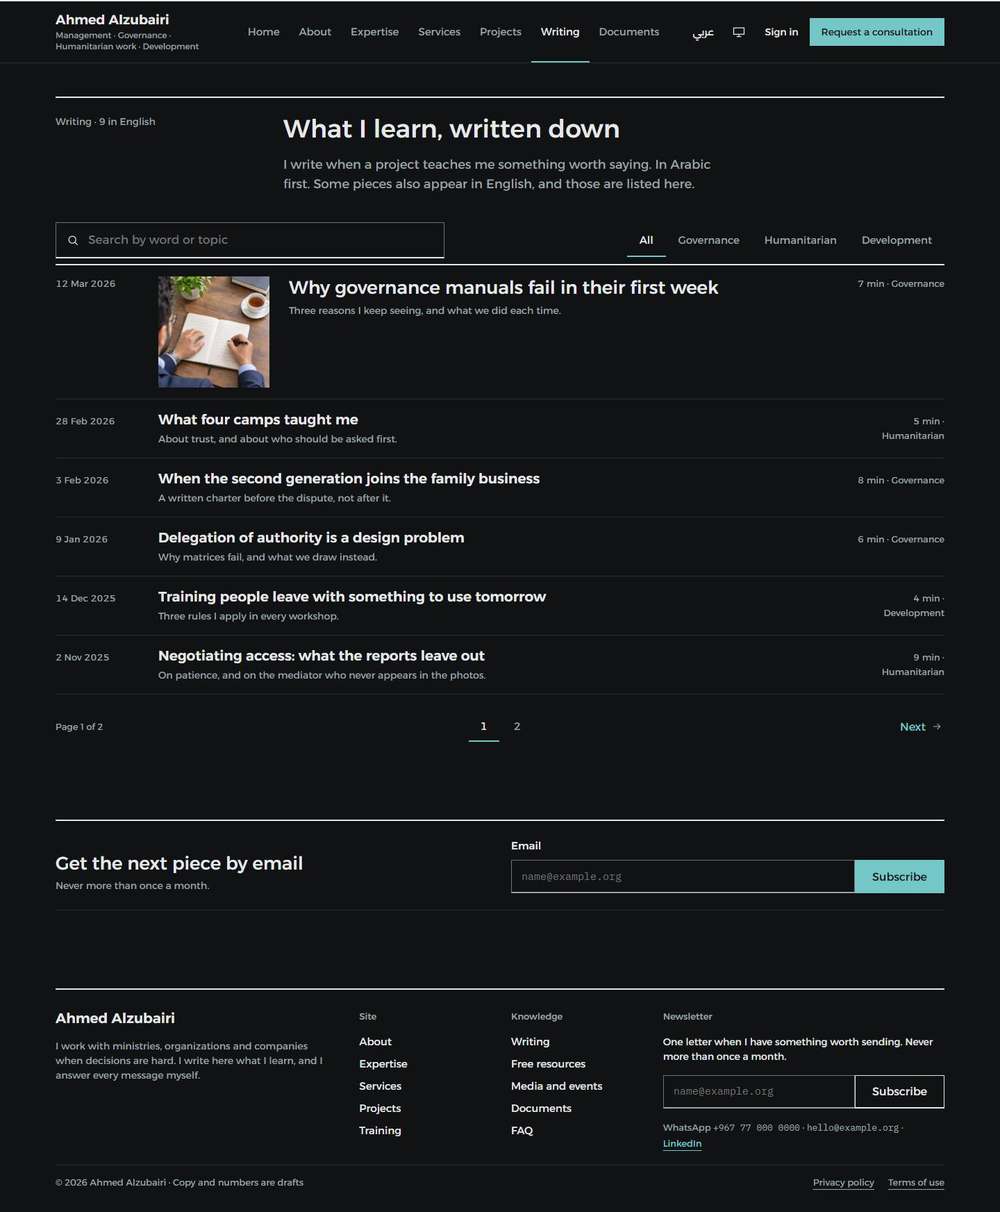 Ahmed Alzubairi
Management · Governance ·
Humanitarian work · Development
Home About Expertise Services Projects Writing Documents عربي Sign in Request a consultation
Writing · 9 in English
What I learn, written down
I write when a project teaches me something worth saying. In Arabic
first. Some pieces also appear in English, and those are listed here.
Search by word or topic
All Governance Humanitarian Development
12 Mar 2026
Why governance manuals fail in their first week
7 min · Governance
Three reasons I keep seeing, and what we did each time.
28 Feb 2026
What four camps taught me
5 min ·
Humanitarian
About trust, and about who should be asked first.
3 Feb 2026
When the second generation joins the family business
8 min · Governance
A written charter before the dispute, not after it.
9 Jan 2026
Delegation of authority is a design problem
6 min · Governance
Why matrices fail, and what we draw instead.
14 Dec 2025
Training people leave with something to use tomorrow
4 min ·
Development
Three rules I apply in every workshop.
2 Nov 2025
Negotiating access: what the reports leave out
9 min ·
Humanitarian
On patience, and on the mediator who never appears in the photos.
Page 1 of 2
1 2
Next →
Get the next piece by email
Never more than once a month.
Email
name@example.org
Subscribe
Ahmed Alzubairi
I work with ministries, organizations and companies
when decisions are hard. I write here what I learn, and I
answer every message myself.
Site
About
Expertise
Services
Projects
Training
Knowledge
Writing
Free resources
Media and events
Documents
FAQ
Newsletter
One letter when I have something worth sending. Never
more than once a month.
name@example.org
Subscribe
WhatsApp +967 77 000 0000 · hello@example.org ·
LinkedIn
© 2026 Ahmed Alzubairi · Copy and numbers are drafts
Privacy policy Terms of use